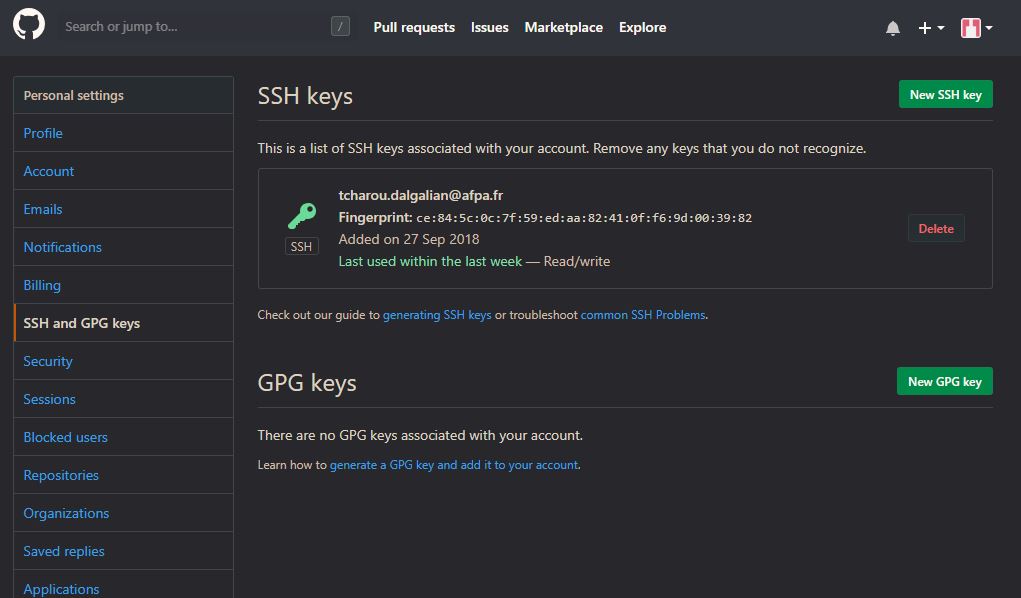 Search or jump to... / Pull requests Issues Marketplace Explore
Personal settings
Profile
Account
Emails
Notifications
Billing
SSH and GPG keys
Security
Sessions
Blocked users
Repositories
Organizations
Saved replies
Applications
SSH keys
New SSH key
This is a list of SSH keys associated with your account. Remove any keys that you do not recognize.
SSH
tcharou.dalgalian@afpa.fr
Fingerprint: ce:84:5c:0c:7f:59:ed:aa:82:41:0f:f6:9d:00:39:82
Added on 27 Sep 2018
Last used within the last week — Read/write
Delete
Check out our guide to generating SSH keys or troubleshoot common SSH Problems.
GPG keys
New GPG key
There are no GPG keys associated with your account.
Learn how to generate a GPG key and add it to your account.